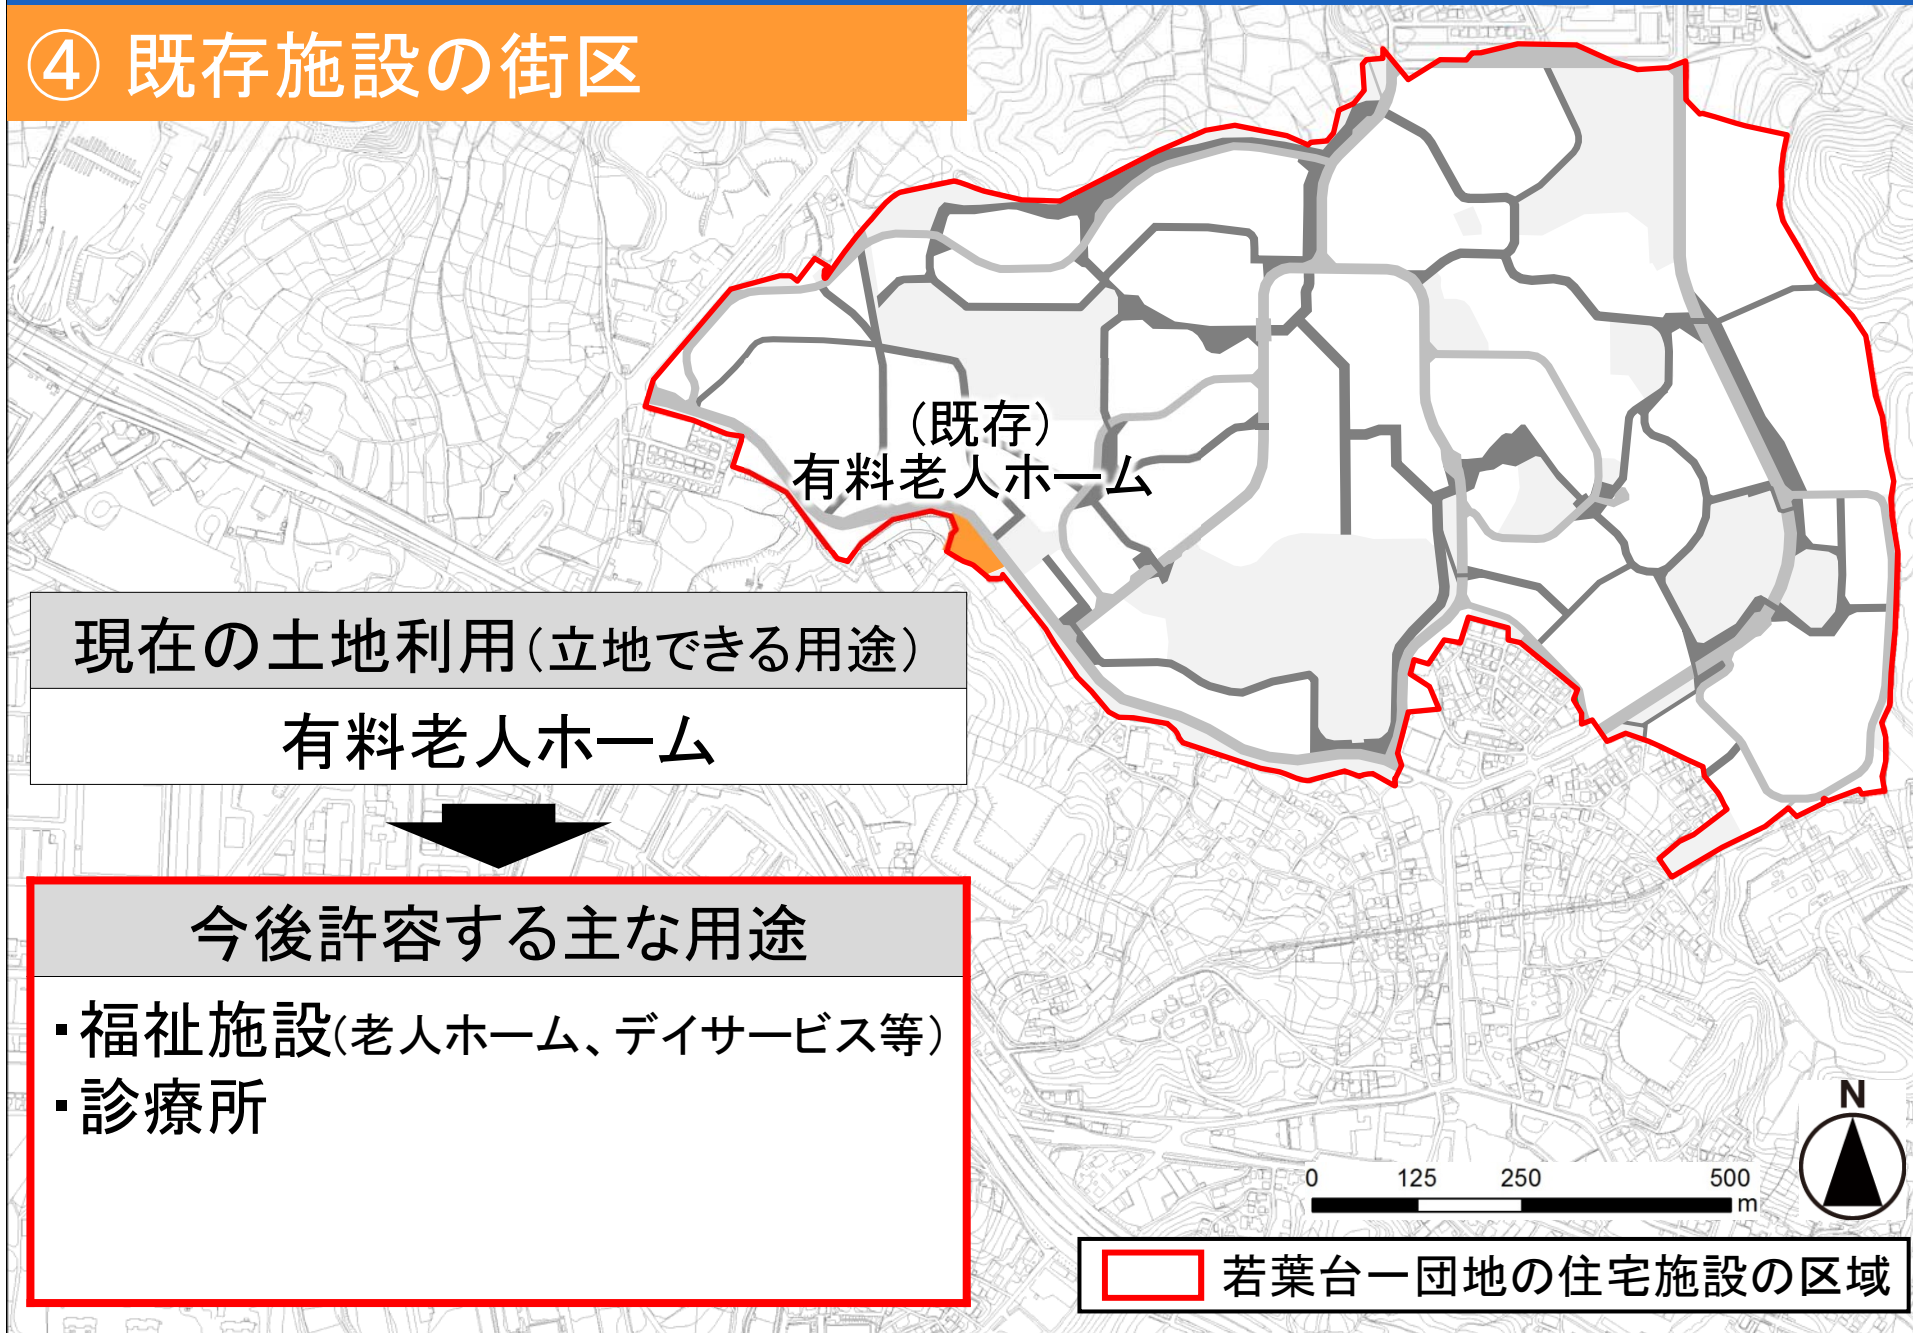 ④ 既存施設の街区
(既存)
有料老人ホーム
現在の土地利用(立地できる用途)
有料老人ホーム
今後許容する主な用途
・福祉施設(老人ホーム、デイサービス等)
・診療所
N
0 125 250 500
m
若葉台一団地の住宅施設の区域